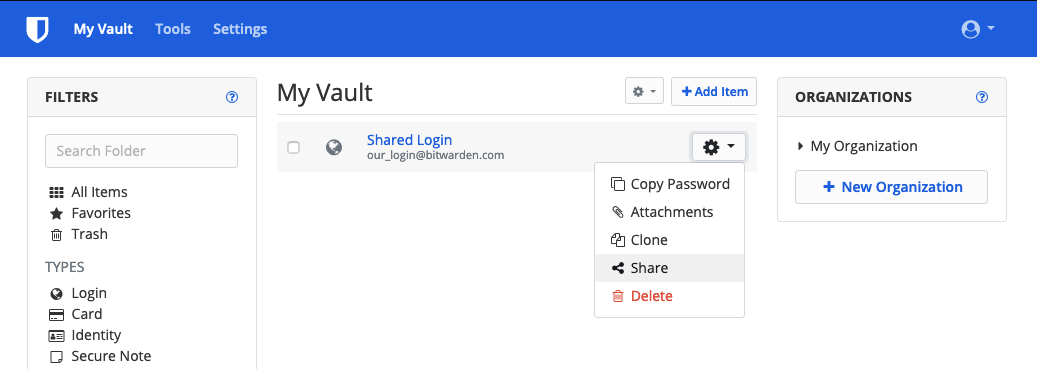 My Vault Tools Settings
FILTERS
Search Folder
All Items
Favorites
Trash
TYPES
Login
Card
Identity
Secure Note
My Vault
Add Item
Shared Login
our_login@bitwarden.com
Copy Password
Attachments
Clone
Share
Delete
ORGANIZATIONS
My Organization
New Organization